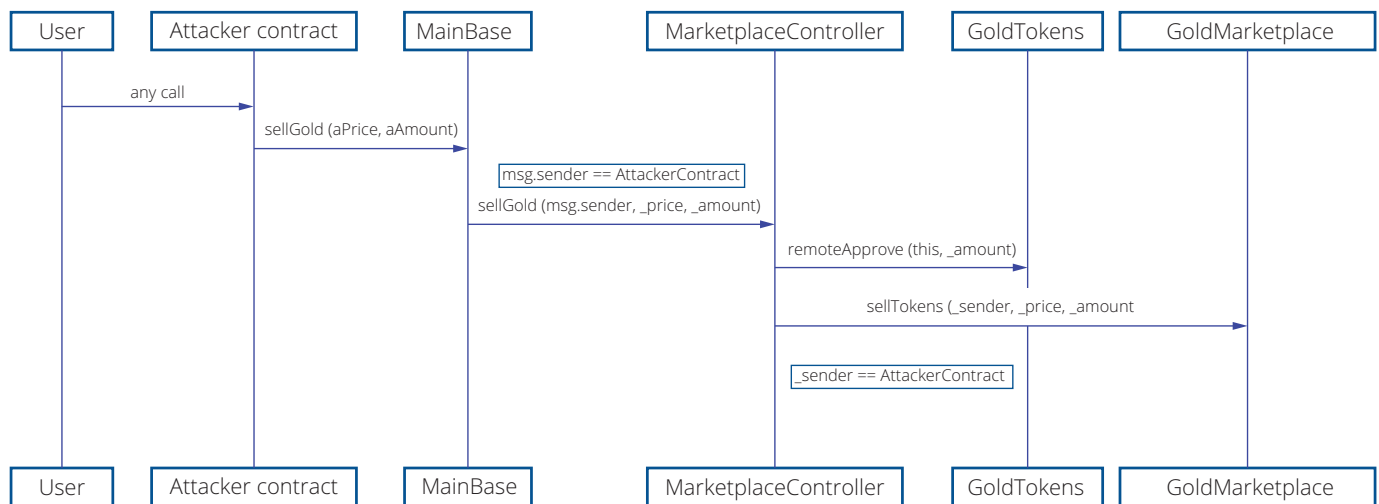 User
Attacker contract
MainBase
MarketplaceController
GoldTokens
GoldMarketplace
any call
sellGold (aPrice, aAmount)
msg.sender == AttackerContract
sellGold (msg.sender, _price, _amount)
remoteApprove (this, _amount)
sellTokens (_sender, _price, _amount
_sender == AttackerContract
User
Attacker contract
MainBase
MarketplaceController
GoldTokens
GoldMarketplace